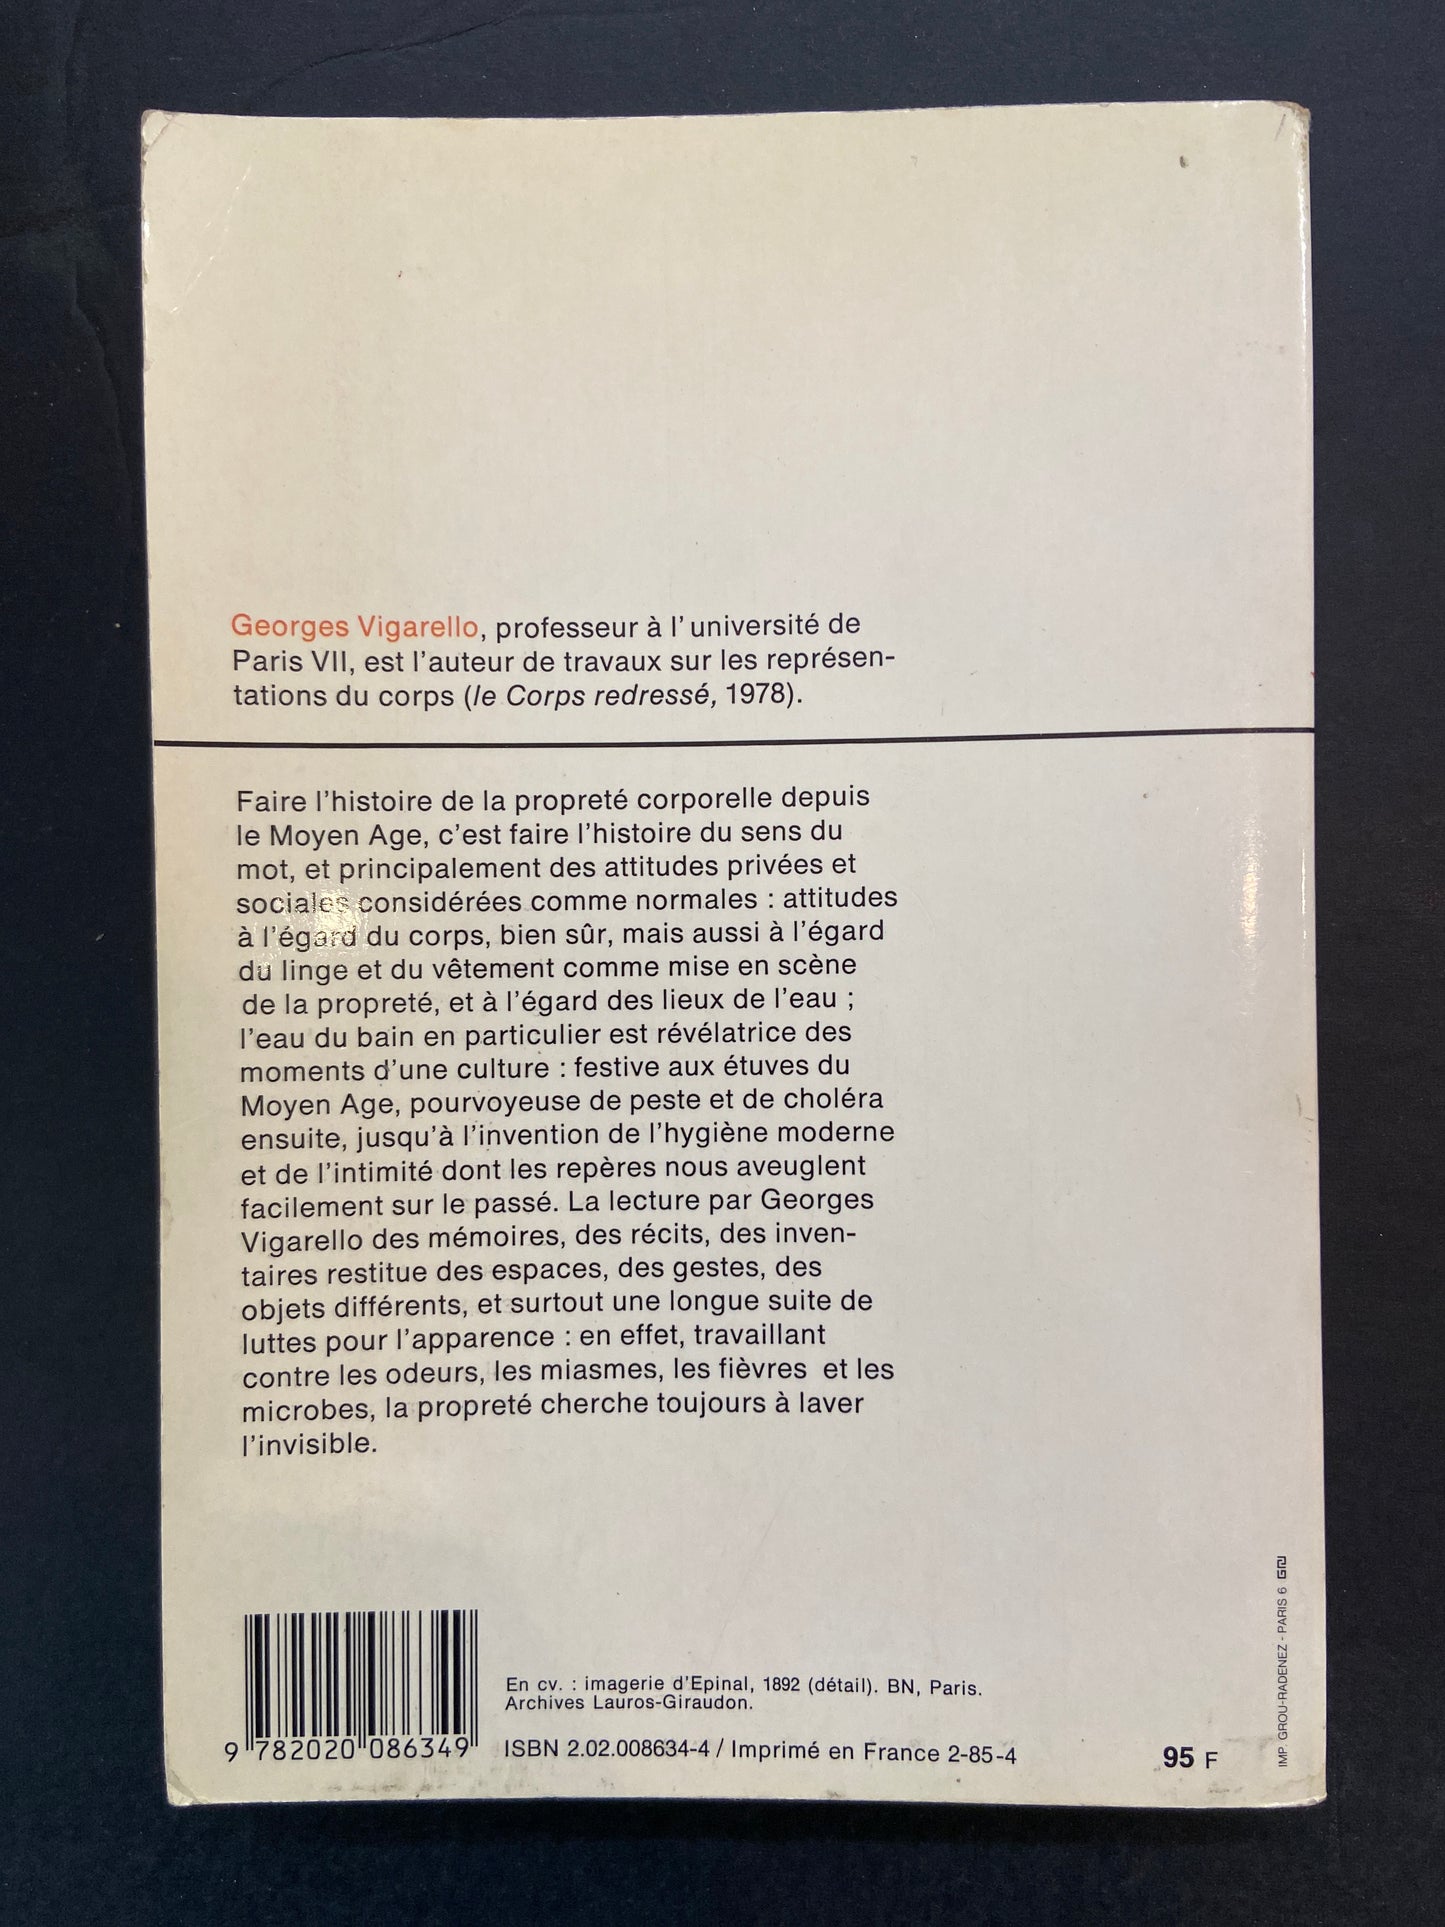 Georges Vigarello, professeur à l'université de
Paris VII, est l'auteur de travaux sur les représen-
tations du corps (le Corps redressé, 1978).
Faire l'histoire de la propreté corporelle depuis
le Moyen Age, c'est faire l'histoire du sens du
mot, et principalement des attitudes privées et
sociales considérées comme normales : attitudes
à l'égard du corps, bien sûr, mais aussi à l'égard
du linge et du vêtement comme mise en scène
de la propreté, et à l'égard des lieux de l'eau ;
l'eau du bain en particulier est révélatrice des
moments d'une culture : festive aux étuves du
Moyen Age, pourvoyeuse de peste et de choléra
ensuite, jusqu'à l'invention de l'hygiène moderne
et de l'intimité dont les repères nous aveuglent
facilement sur le passé. La lecture par Georges
Vigarello des mémoires, des récits, des inven-
taires restitue des espaces, des gestes, des
objets différents, et surtout une longue suite de
luttes pour l'apparence : en effet, travaillant
contre les odeurs, les miasmes, les fièvres et les
microbes, la propreté cherche toujours à laver
l'invisible.
En cv. : imagerie d'Epinal, 1892 (détail). BN, Paris.
Archives Lauros-Giraudon.
9 782020 086349
ISBN 2.02.008634-4 / Imprimé en France 2-85-4
95 F
IMP. GROU-RADENEZ - PARIS 6